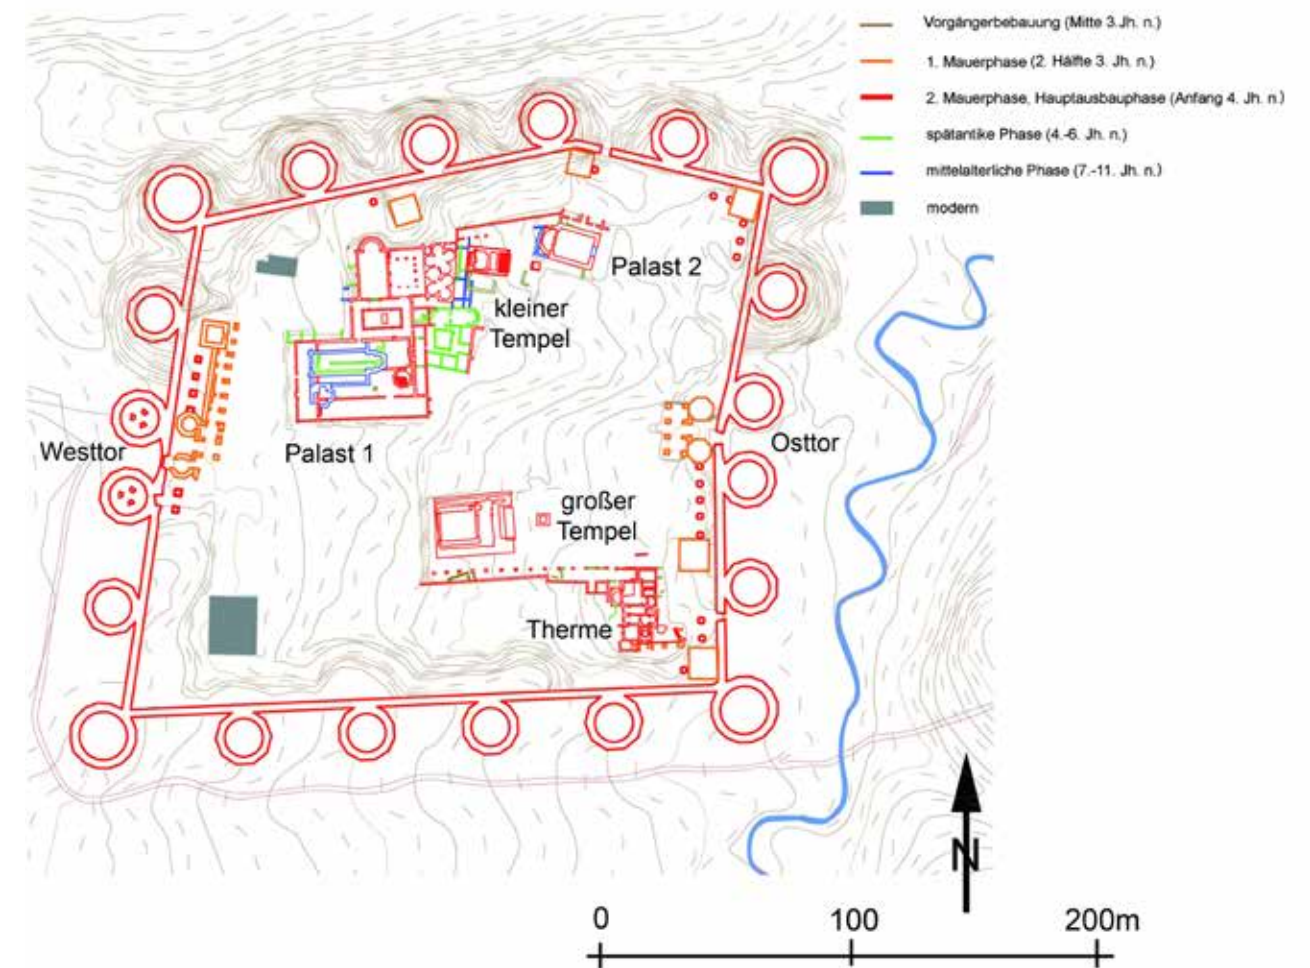 Vorgängerbebauung (Mitte 3.Jh. n.)
1. Mauerphase (2. Hälfte 3. Jh. n.)
2. Mauerphase, Hauptausbauphase (Anfang 4. Jh. n.)
spätantike Phase (4.-6. Jh. n.)
mittelalterliche Phase (7.-11. Jh. n.)
modern
Palast 2
kleiner
Tempel
Westtor
Palast 1
Osttor
großer
Tempel
Therme
N
0 100 200m